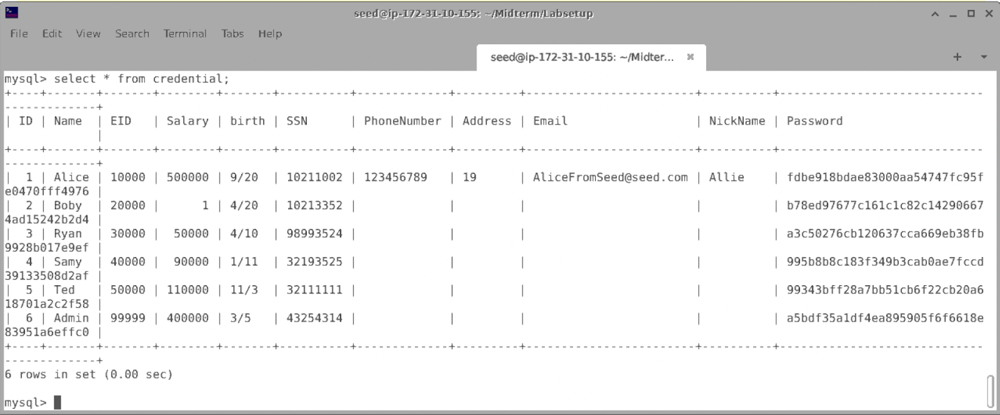 seed@ip-172-31-10-155: ~/Midterm/Labsetup
File Edit View Search Terminal Tabs Help
seed@ip-172-31-10-155: ~/Midter...
mysql> select * from credential;
+----+-------+-------+--------+-------+----------+-------------+---------+------------------------+----------+-----------------------------
-------------+
| ID | Name  | EID   | Salary | birth | SSN      | PhoneNumber | Address | Email                  | NickName | Password
             |
+----+-------+-------+--------+-------+----------+-------------+---------+------------------------+----------+-----------------------------
-------------+
|  1 | Alice | 10000 | 500000 | 9/20  | 10211002 | 123456789   | 19      | AliceFromSeed@seed.com | Allie    | fdbe918bdae83000aa54747fc95f
e0470fff4976 |
|  2 | Boby  | 20000 |      1 | 4/20  | 10213352 |             |         |                        |          | b78ed97677c161c1c82c14290667
4ad15242b2d4 |
|  3 | Ryan  | 30000 |  50000 | 4/10  | 98993524 |             |         |                        |          | a3c50276cb120637cca669eb38fb
9928b017e9ef |
|  4 | Samy  | 40000 |  90000 | 1/11  | 32193525 |             |         |                        |          | 995b8b8c183f349b3cab0ae7fccd
39133508d2af |
|  5 | Ted   | 50000 | 110000 | 11/3  | 32111111 |             |         |                        |          | 99343bff28a7bb51cb6f22cb20a6
18701a2c2f58 |
|  6 | Admin | 99999 | 400000 | 3/5   | 43254314 |             |         |                        |          | a5bdf35a1df4ea895905f6f6618e
83951a6effc0 |
+----+-------+-------+--------+-------+----------+-------------+---------+------------------------+----------+-----------------------------
-------------+
6 rows in set (0.00 sec)
mysql>